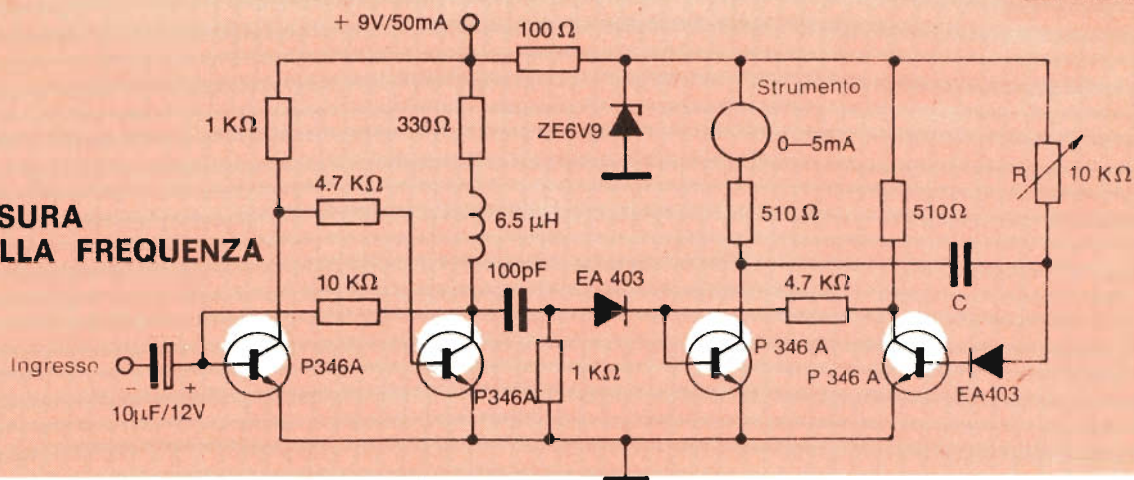 + 9V/50mA
100 Ω
Strumento
1 KΩ
330Ω
ZE6V9
0—5mA
R
10 KΩ
4.7 KΩ
6.5 µH
510 Ω
510Ω
SURA
LLA FREQUENZA
10 KΩ
100pF
EA 403
4.7 KΩ
C
Ingresso
P346A
P346A
1 KΩ
P 346 A
P 346 A
EA403
- +
10µF/12V